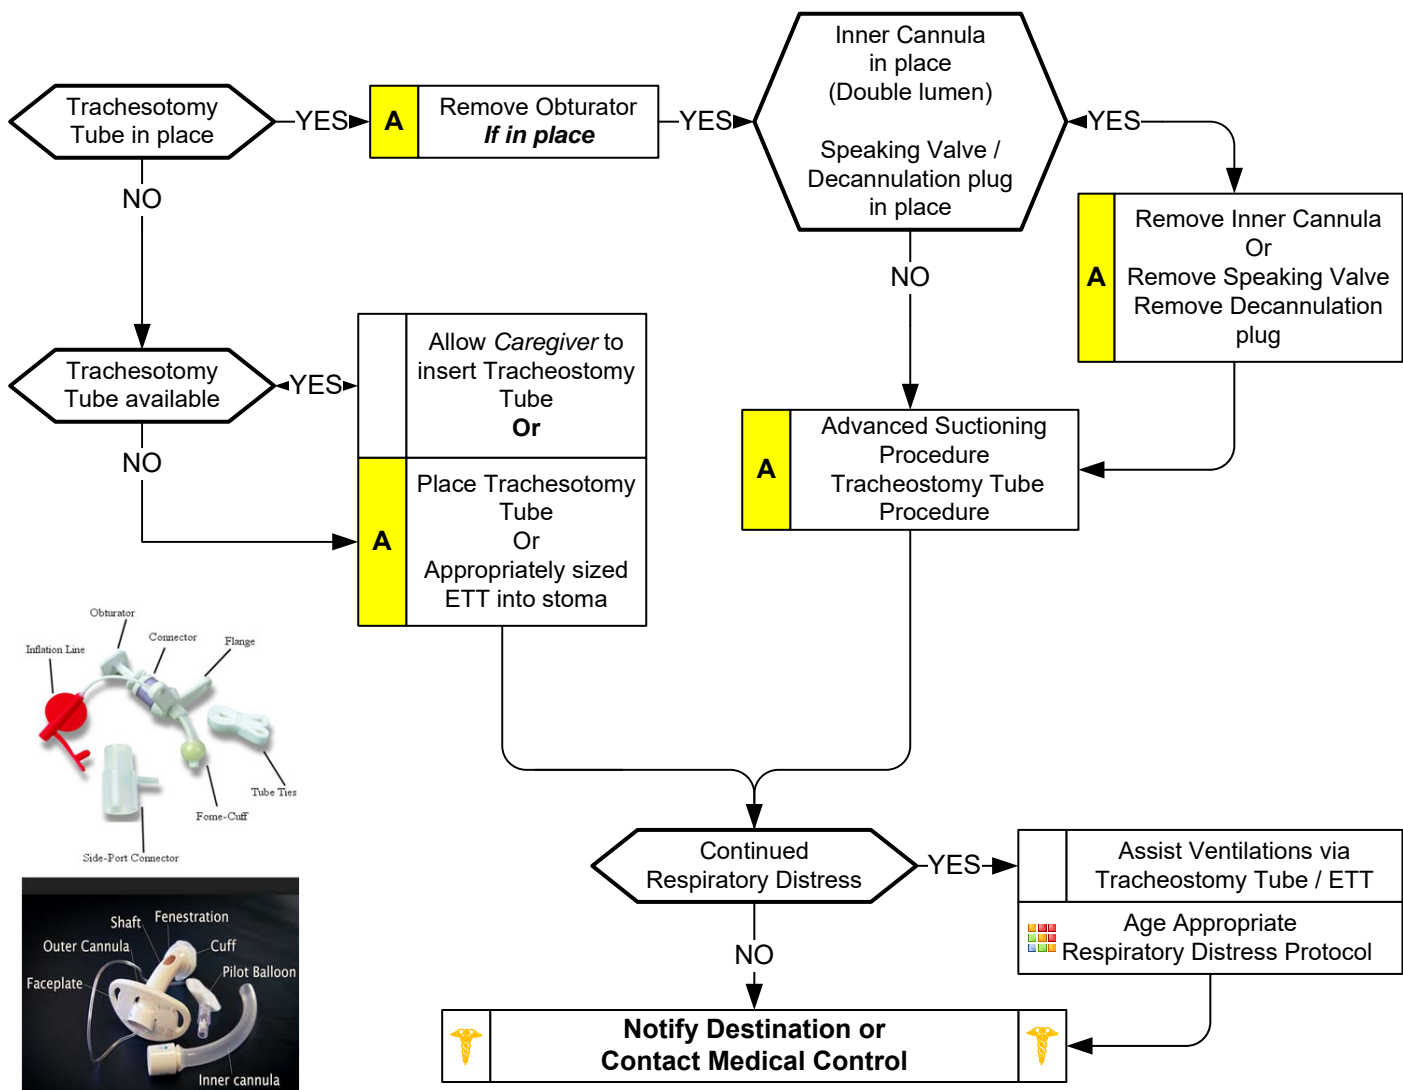 Trachesotomy
Tube in place
YES
A
Remove Obturator
If in place
YES
Inner Cannula
in place
(Double lumen)
Speaking Valve /
Decannulation plug
in place
YES
NO
NO
A
Remove Inner Cannula
Or
Remove Speaking Valve
Remove Decannulation
plug
Trachesotomy
Tube available
YES
Allow Caregiver to
insert Tracheostomy
Tube
Or
NO
A
Place Trachesotomy
Tube
Or
Appropriately sized
ETT into stoma
A
Advanced Suctioning
Procedure
Tracheostomy Tube
Procedure
Obturator
Connector
Flange
Inflation Line
Tube Ties
Fome-Cuff
Side-Port Connector
Continued
Respiratory Distress
YES
Assist Ventilations via
Tracheostomy Tube / ETT
Age Appropriate
Respiratory Distress Protocol
NO
Shaft
Fenestration
Outer Cannula
Cuff
Faceplate
Pilot Balloon
Inner cannula
Notify Destination or
Contact Medical Control